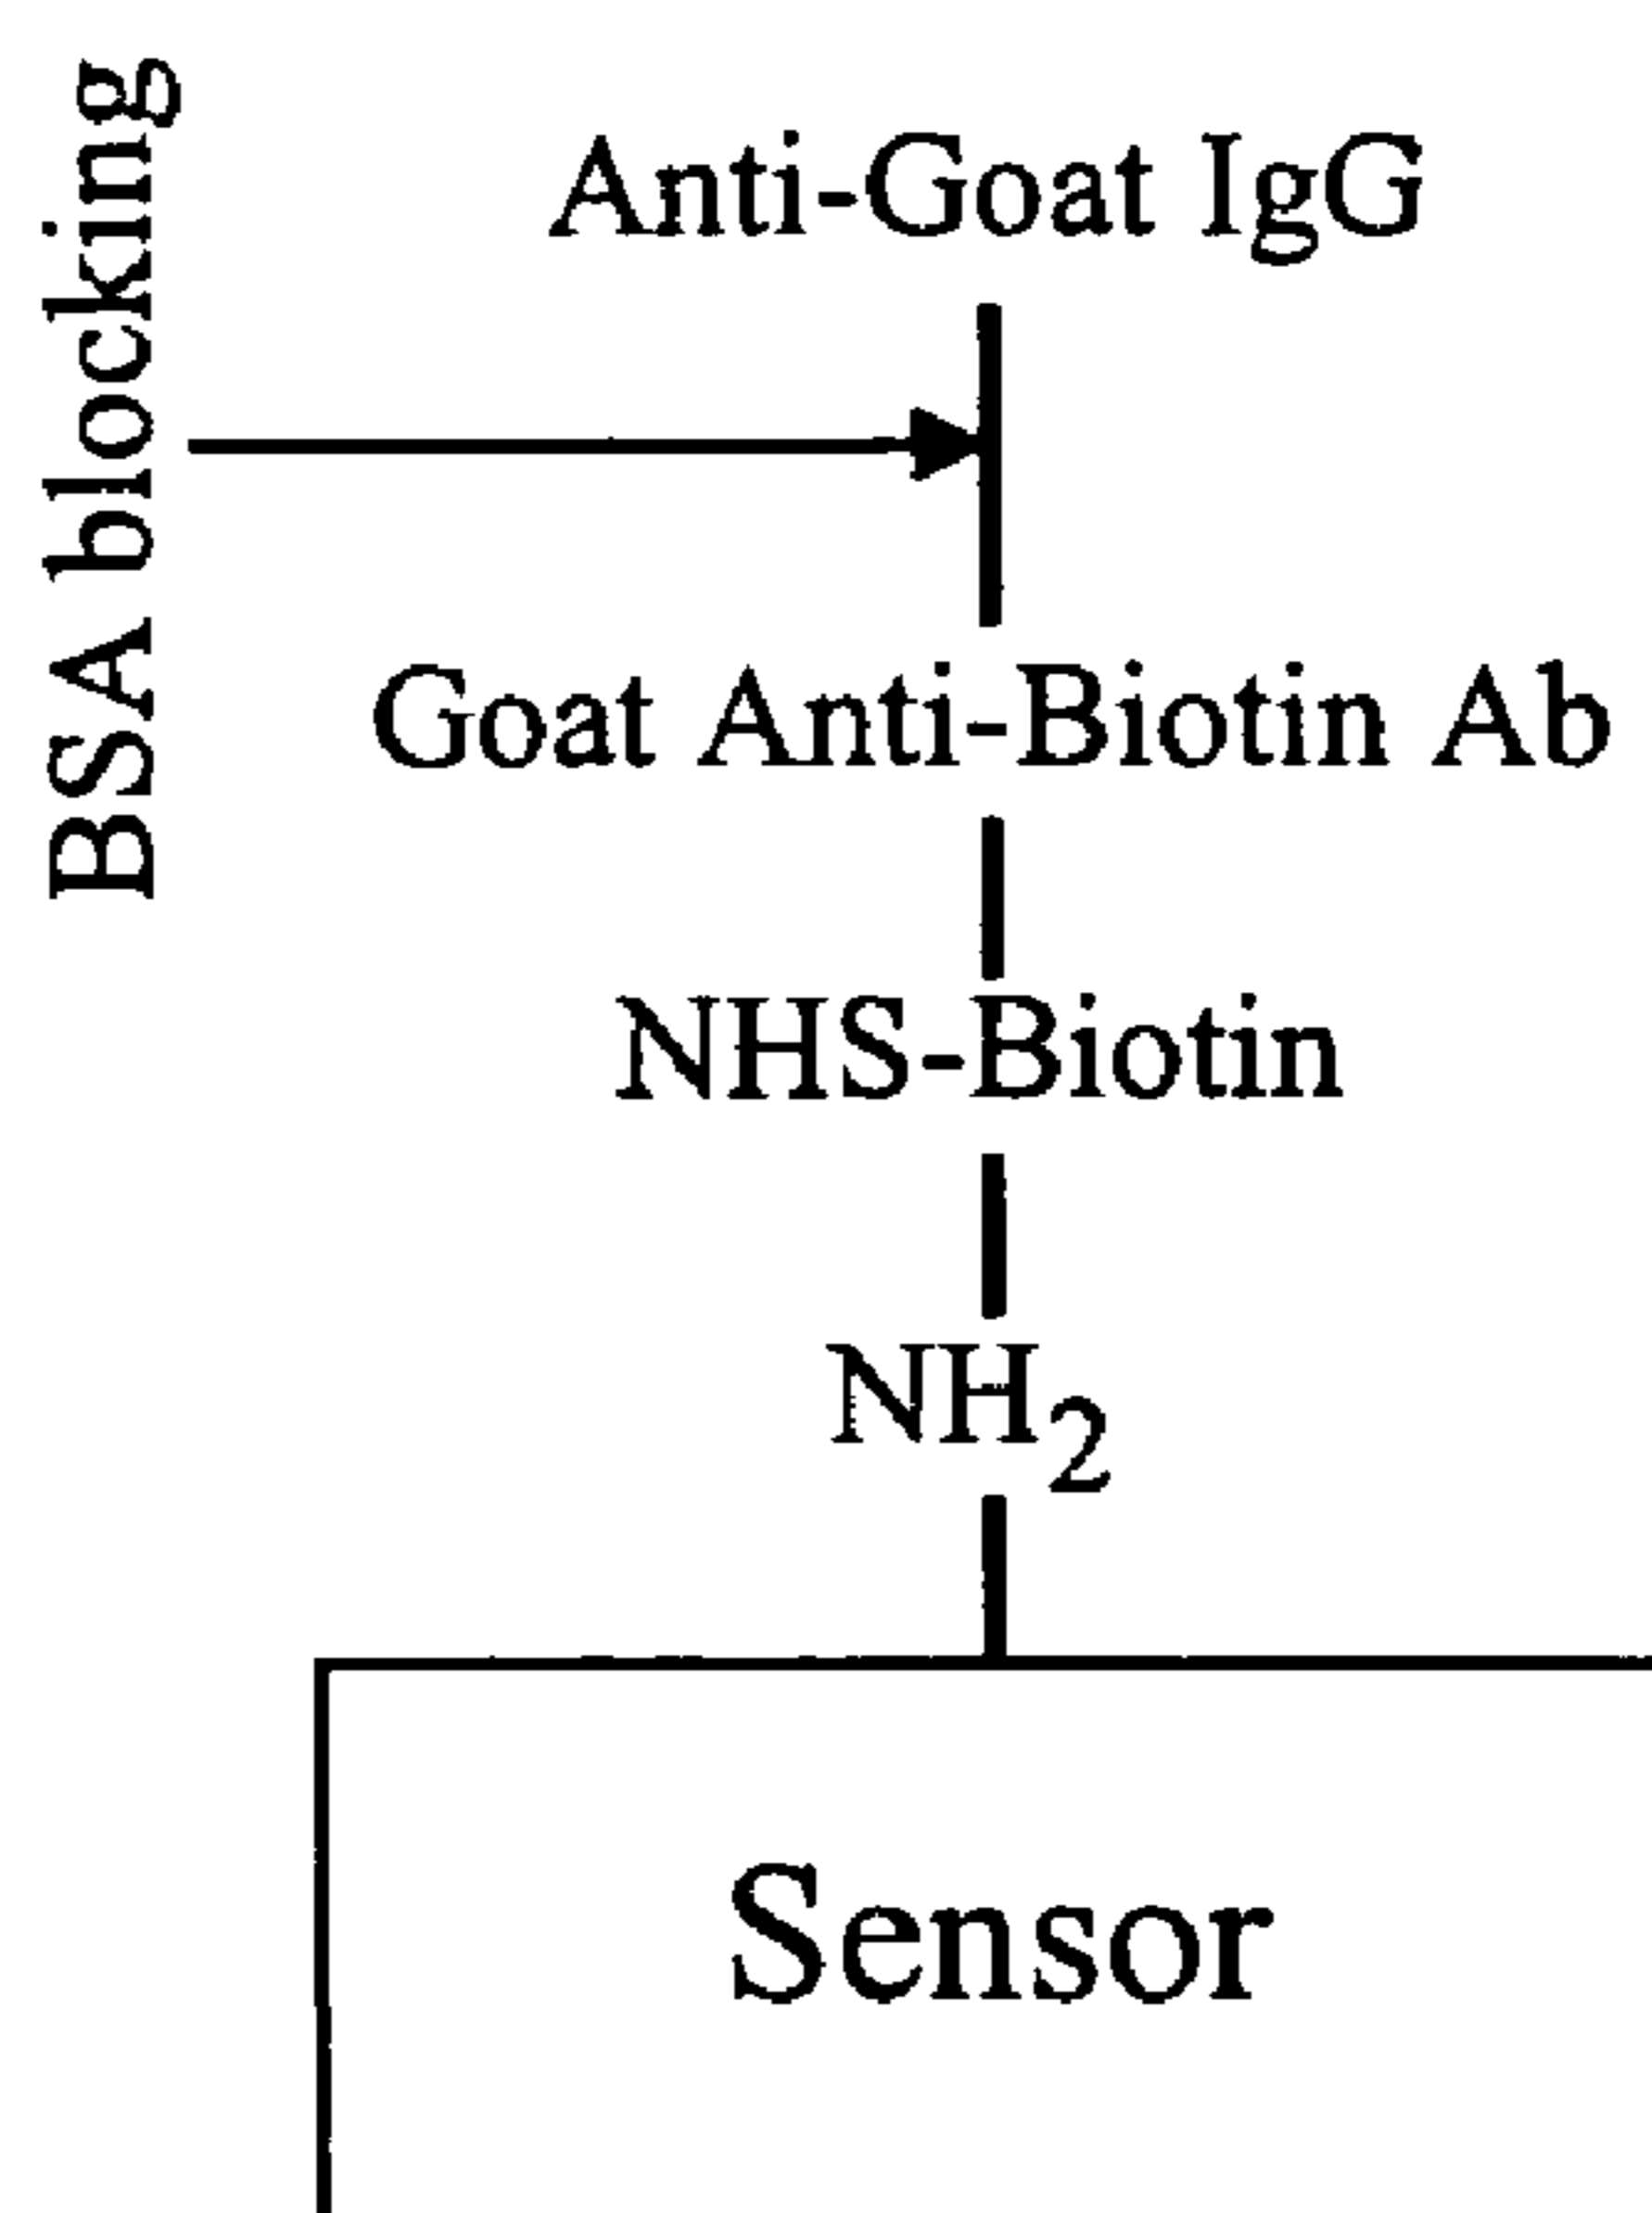 BSA blocking
Anti-Goat IgG
Goat Anti-Biotin Ab
NHS-Biotin
NH₂
Sensor